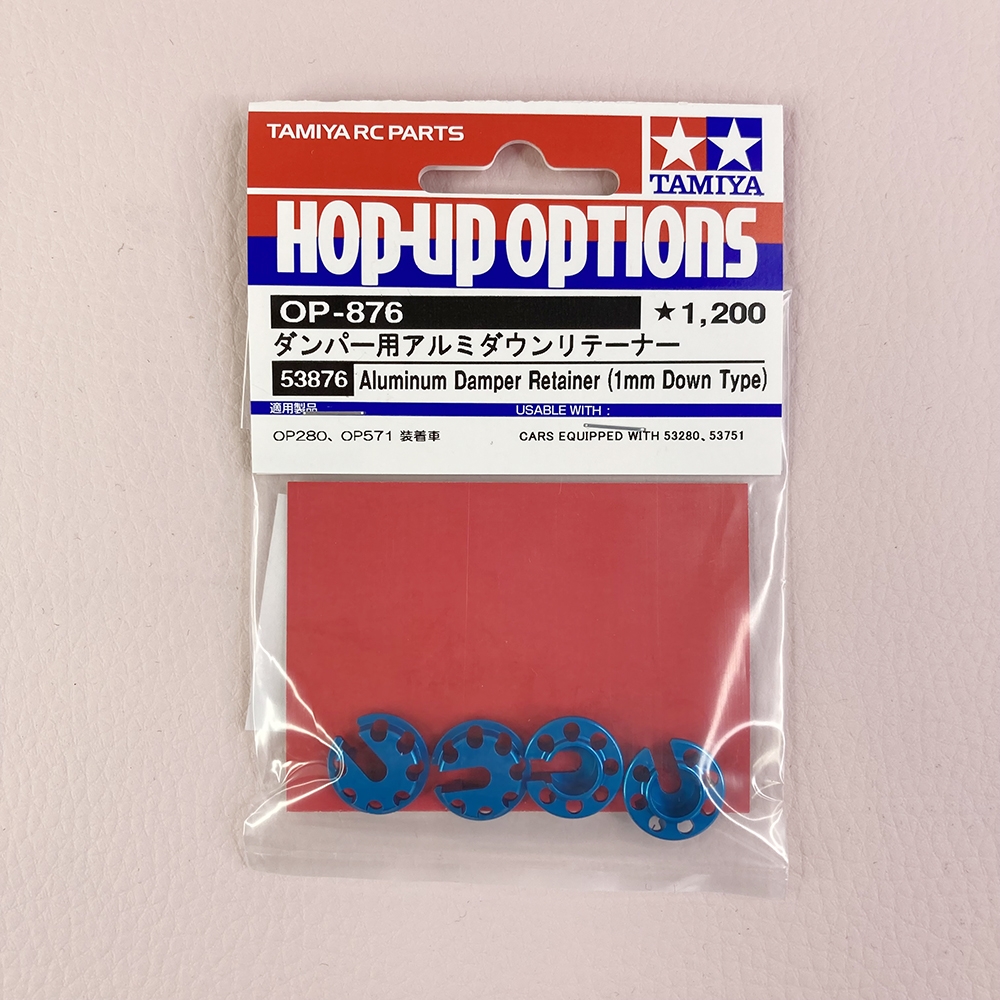 TAMIYA RC PARTS
TAMIYA
HOP-UP OPTIONS
OP-876 ★1,200
ダンパー用アルミダウンリテーナー
53876 Aluminum Damper Retainer (1mm Down Type)
適用製品 USABLE WITH :
OP280、OP571 装着車 CARS EQUIPPED WITH 53280、53751